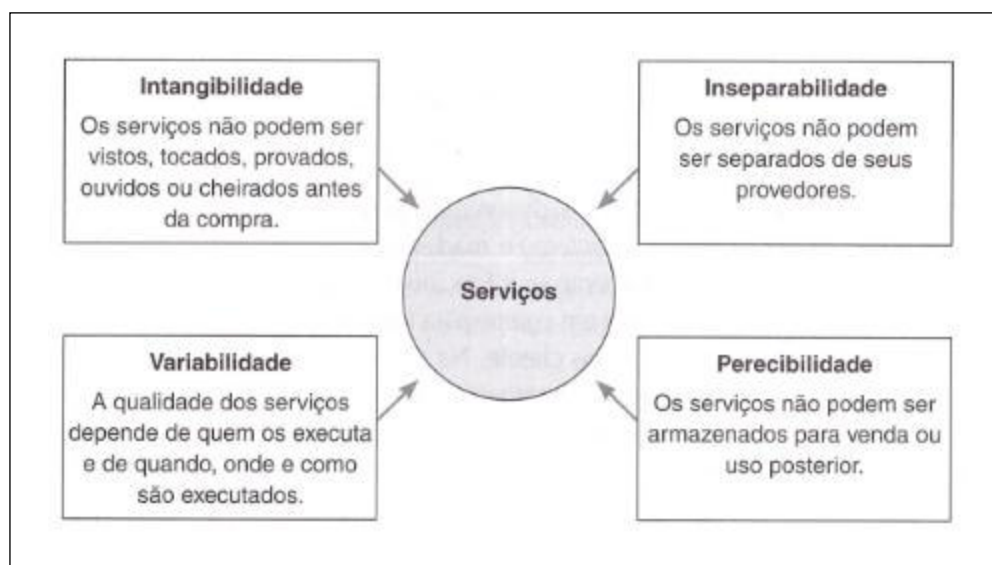 Intangibilidade
Os serviços não podem ser
vistos, tocados, provados,
ouvidos ou cheirados antes
da compra.
Inseparabilidade
Os serviços não podem
ser separados de seus
provedores.
Serviços
Variabilidade
A qualidade dos serviços
depende de quem os executa
e de quando, onde e como
são executados.
Perecibilidade
Os serviços não podem ser
armazenados para venda ou
uso posterior.